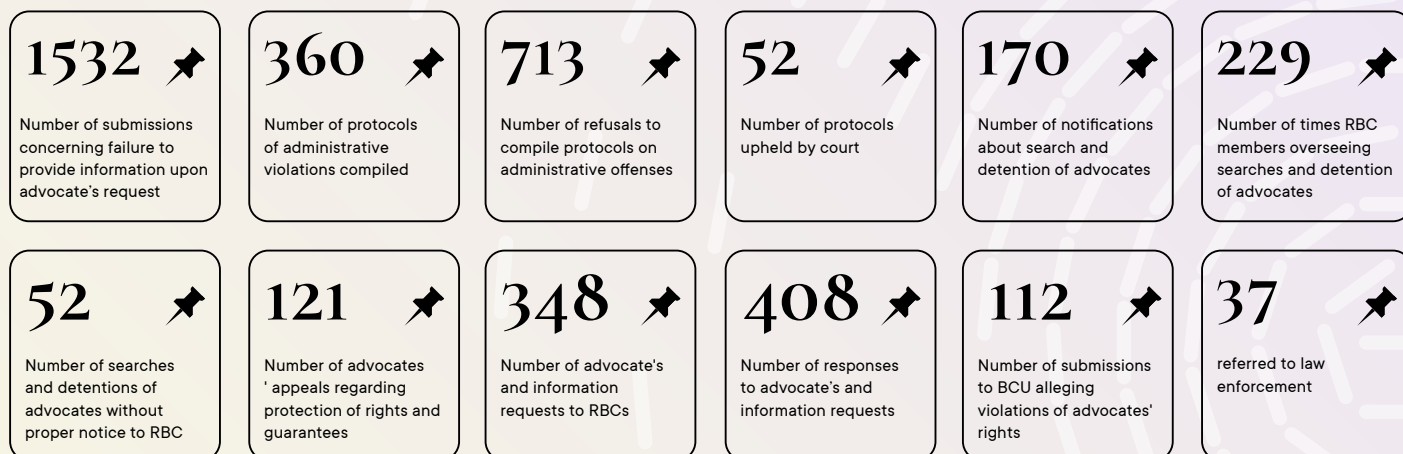 1532
Number of submissions
concerning failure to
provide information upon
advocate's request
360
Number of protocols
of administrative
violations compiled
713
Number of refusals to
compile protocols on
administrative offenses
52
Number of protocols
upheld by court
170
Number of notifications
about search and
detention of advocates
229
Number of times RBC
members overseeing
searches and detention
of advocates
52
Number of searches
and detentions of
advocates without
proper notice to RBC
121
Number of advocates
' appeals regarding
protection of rights and
guarantees
348
Number of advocate's
and information
requests to RBCs
408
Number of responses
to advocate's and
information requests
112
Number of submissions
to BCU alleging
violations of advocates'
rights
37
referred to law
enforcement